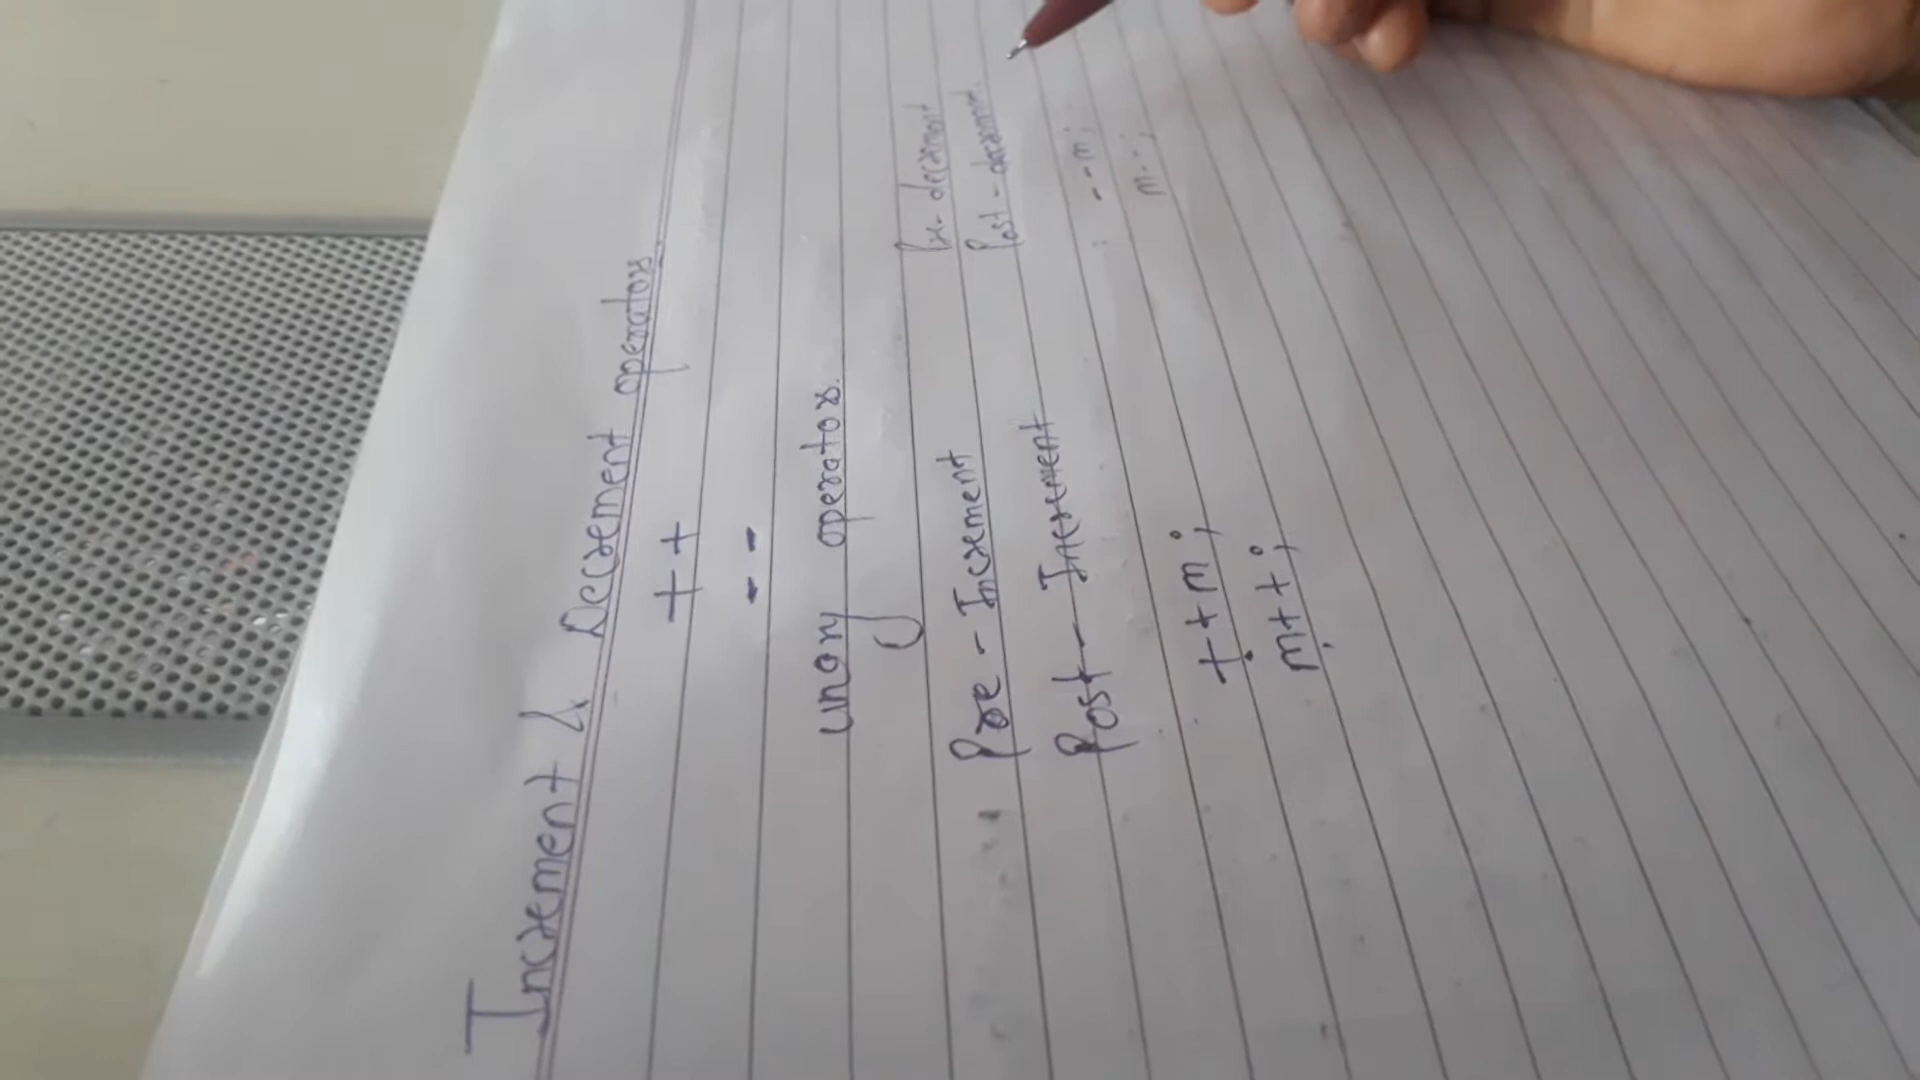 Increment & Decrement operators
++
--
unary operators.
Pre - Increment
Post - Increment
++m;
m++;
Pre - decrement
Post - decrement.
--m;
m--;